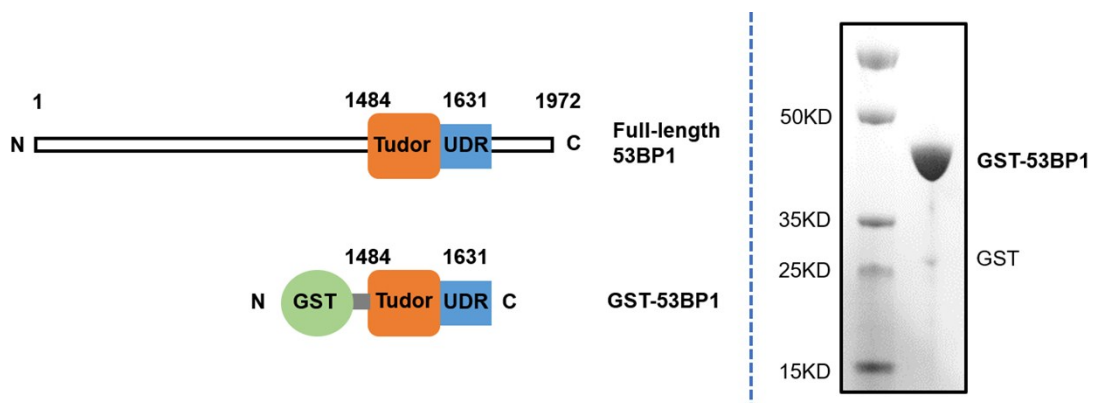 1 1484 1631 1972
N Tudor UDR C
Full-length
53BP1
1484 1631
N GST Tudor UDR C
GST-53BP1
50KD
GST-53BP1
35KD
GST
25KD
15KD